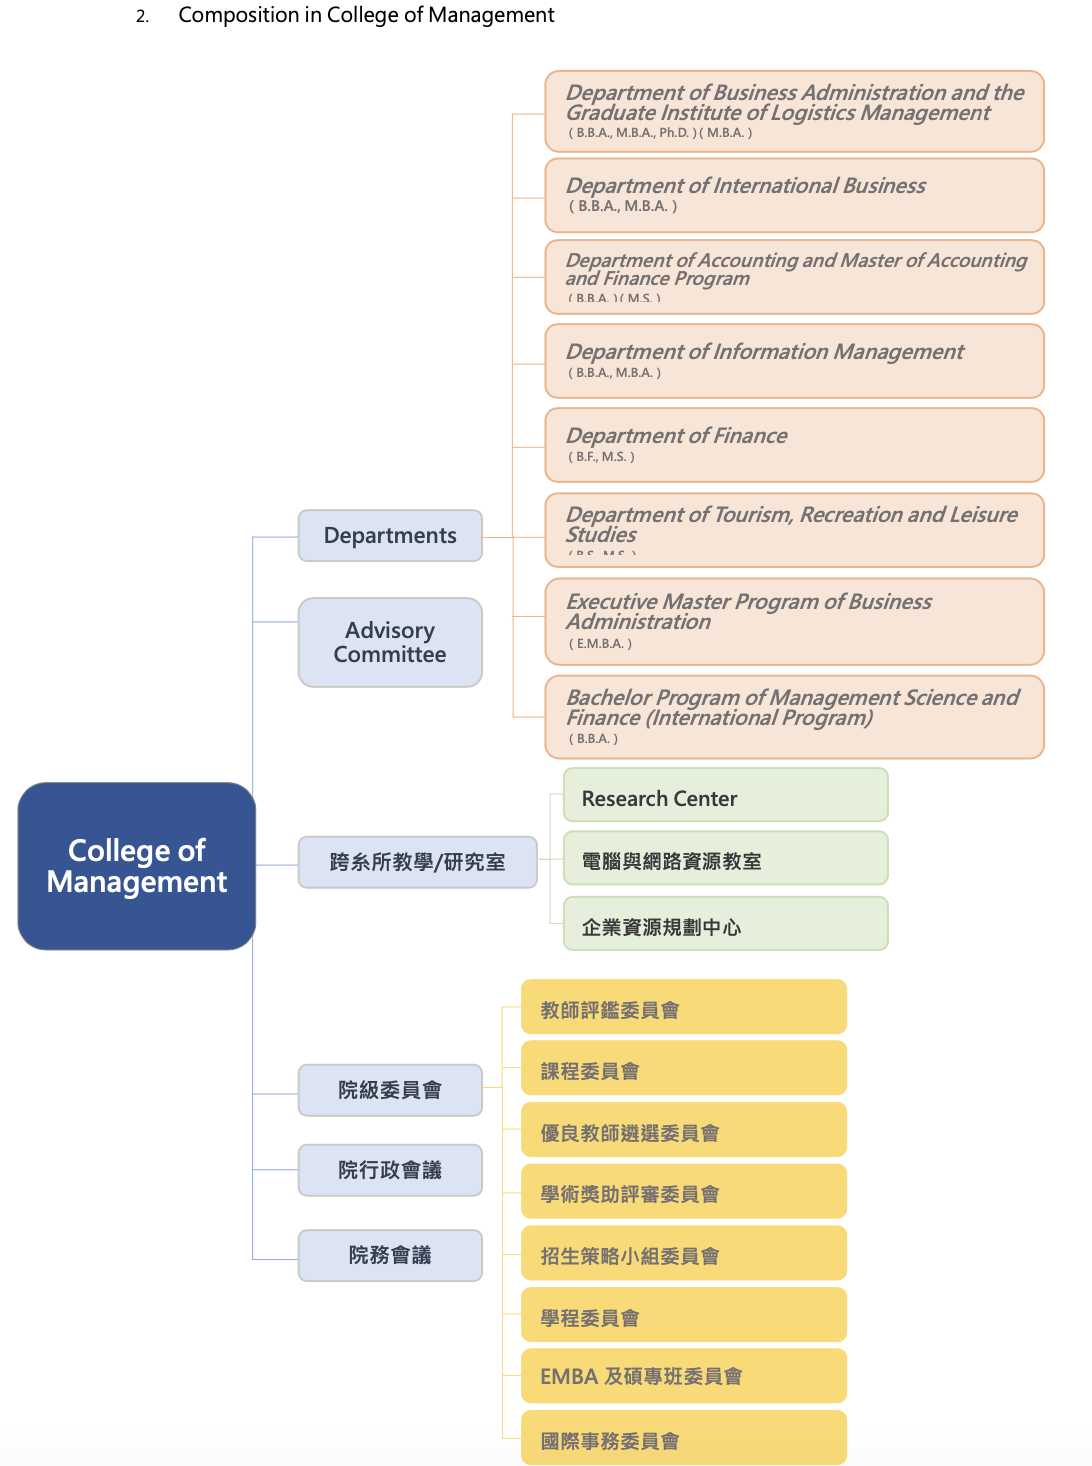 2. Composition in College of Management
Department of Business Administration and the
Graduate Institute of Logistics Management
( B.B.A., M.B.A., Ph.D. ) ( M.B.A. )
Department of International Business
( B.B.A., M.B.A. )
Department of Accounting and Master of Accounting
and Finance Program
( B.B.A. ) ( M.S. )
Department of Information Management
( B.B.A., M.B.A. )
Department of Finance
( B.F., M.S. )
Department of Tourism, Recreation and Leisure
Studies
( B.S., M.S. )
Executive Master Program of Business
Administration
( E.M.B.A. )
Bachelor Program of Management Science and
Finance (International Program)
( B.B.A. )
Departments
Advisory
Committee
College of
Management
跨系所教學/研究室
Research Center
電腦與網路資源教室
企業資源規劃中心
院級委員會
院行政會議
院務會議
教師評鑑委員會
課程委員會
優良教師遴選委員會
學術獎助評審委員會
招生策略小組委員會
學程委員會
EMBA 及碩專班委員會
國際事務委員會